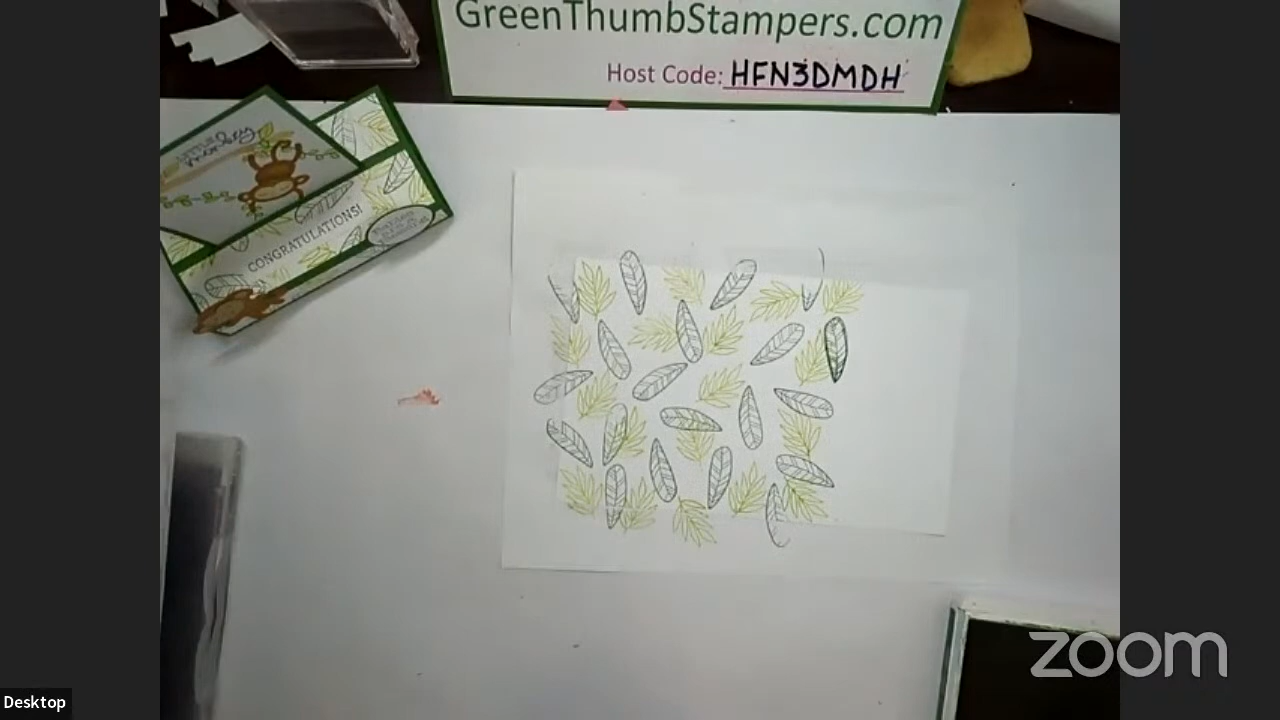 GreenThumbStampers.com
Host Code: HFN3DMDH
CONGRATULATIONS!
zoom
Desktop